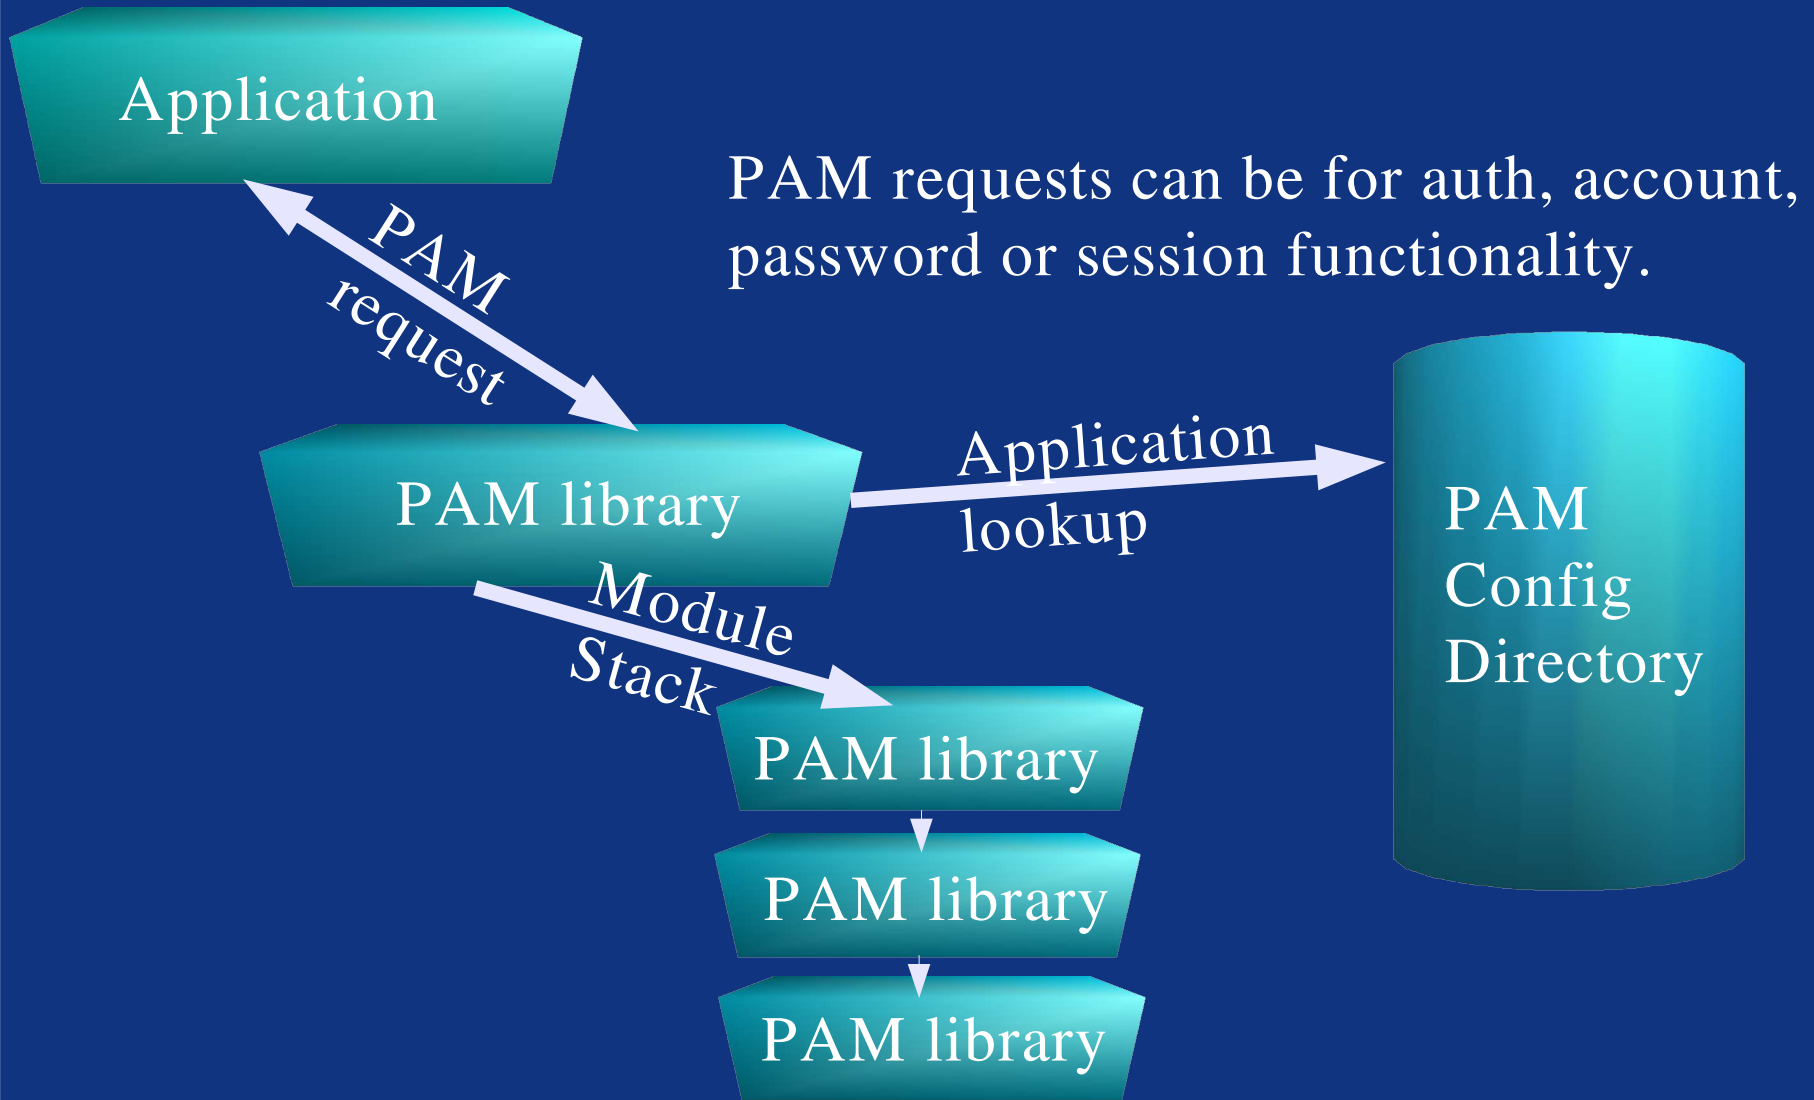 Application
PAM requests can be for auth, account,
password or session functionality.
PAM
request
PAM library
Application
lookup
PAM
Config
Directory
Module
Stack
PAM library
PAM library
PAM library